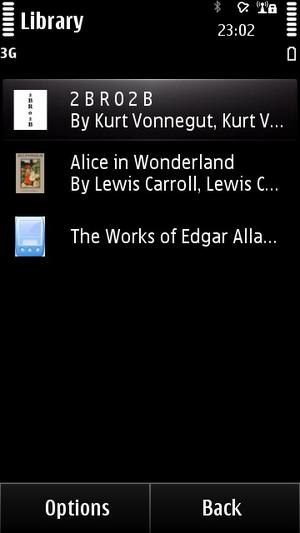 Library
23:02
3G
2 B R 0 2 B
By Kurt Vonnegut, Kurt V...
Alice in Wonderland
By Lewis Carroll, Lewis C...
The Works of Edgar Alla...
Options
Back